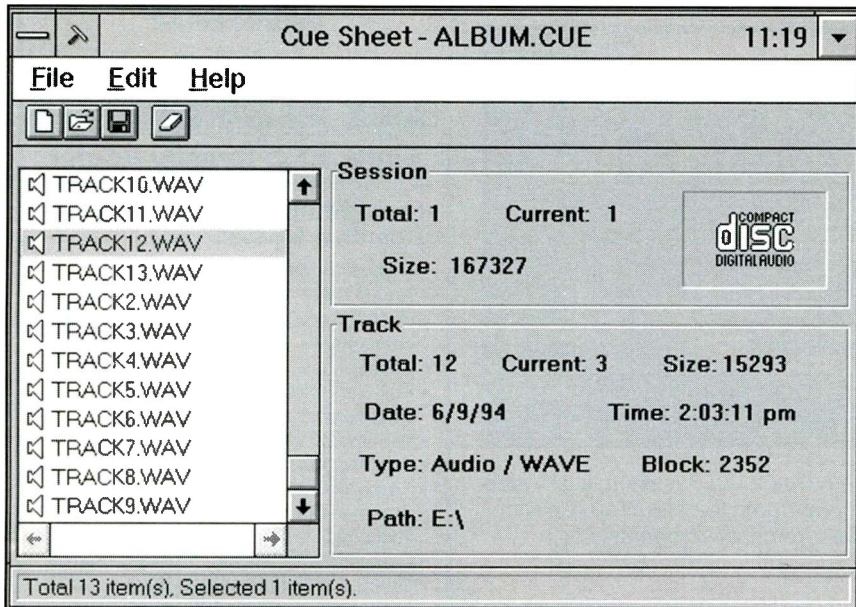 Cue Sheet - ALBUM.CUE 11:19
File Edit Help
TRACK10.WAV
TRACK11.WAV
TRACK12.WAV
TRACK13.WAV
TRACK2.WAV
TRACK3.WAV
TRACK4.WAV
TRACK5.WAV
TRACK6.WAV
TRACK7.WAV
TRACK8.WAV
TRACK9.WAV
Session
Total: 1 Current: 1
Size: 167327
COMPACT
disc
DIGITAL AUDIO
Track
Total: 12 Current: 3 Size: 15293
Date: 6/9/94 Time: 2:03:11 pm
Type: Audio / WAVE Block: 2352
Path: E:\
Total 13 item(s), Selected 1 item(s).